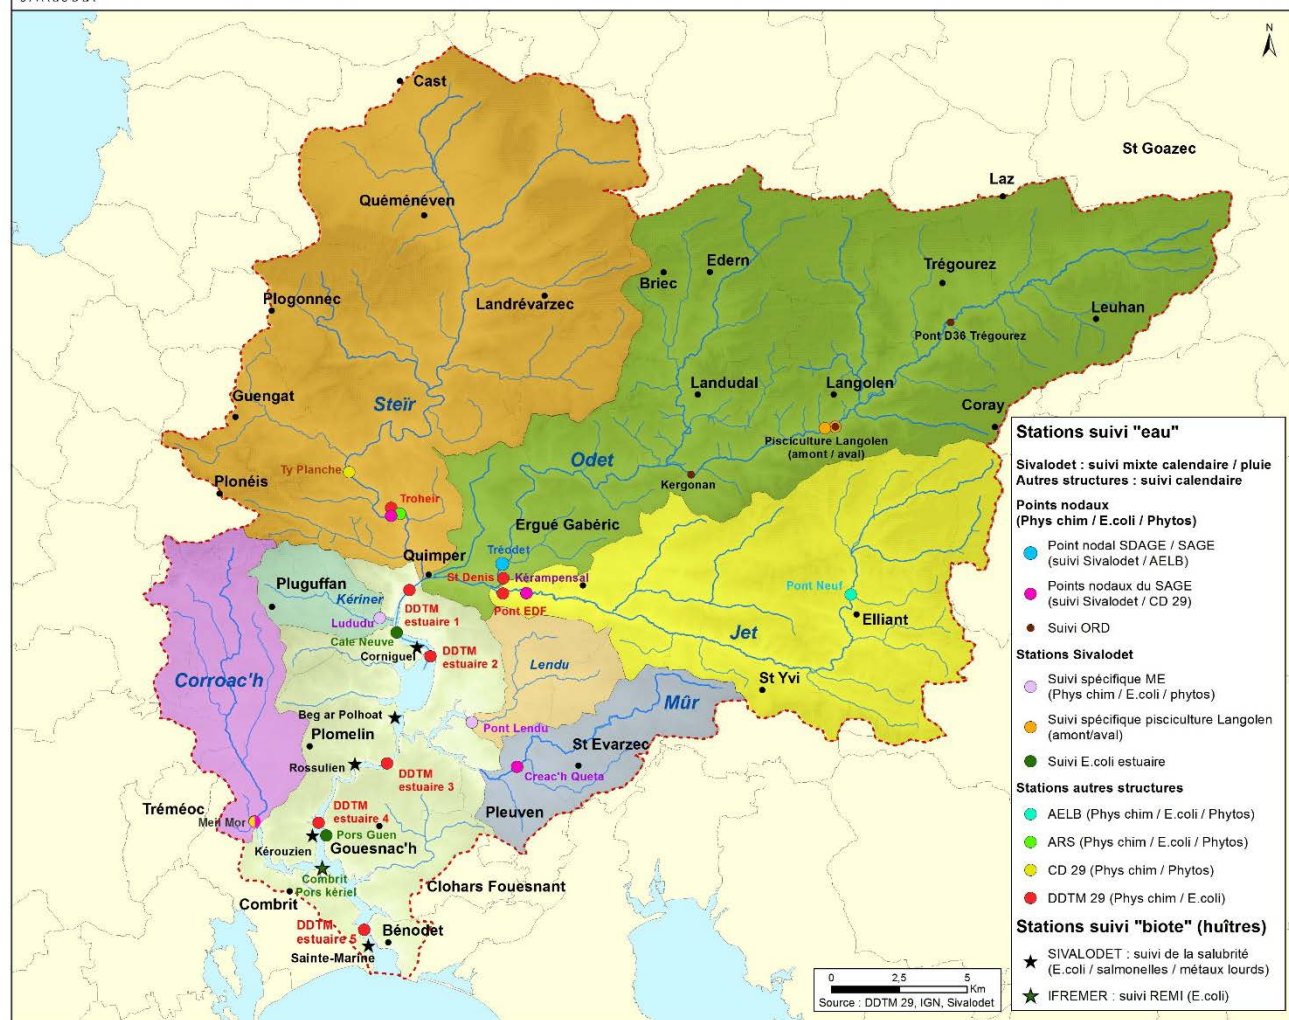 N
Cast
St Goazec
Laz
Quéménéven
Edern
Trégourez
Briec
Plogonnec
Landrévarzec
Leuhan
Pont D36 Trégourez
Landudal
Langolen
Guengat
Steïr
Coray
Pisciculture Langolen
(amont / aval)
Odet
Ty Planche
Kergonan
Plonéis
Troheir
Ergué Gabéric
Quimper
Tréodet
St Denis
Kérampensal
Pluguffan
Kériner
Pont EDF
Pont Neuf
DDTM
estuaire 1
Lududu
Elliant
Cale Neuve
Jet
Corniguel
DDTM
estuaire 2
Lendu
Corroac'h
St Yvi
Mûr
Beg ar Polhoat
Pont Lendu
Plomelin
St Evarzec
Rossulien
DDTM
estuaire 3
Creac'h Queta
Tréméoc
Meil Mor
DDTM
estuaire 4
Pleuven
Pors Guen
Kérouzien
Gouesnac'h
Combrit
Pors kériel
Clohars Fouesnant
Combrit
DDTM
estuaire 5
Bénodet
Sainte-Marine
Stations suivi "eau"
Sivalodet : suivi mixte calendaire / pluie
Autres structures : suivi calendaire
Points nodaux
(Phys chim / E.coli / Phytos)
Point nodal SDAGE / SAGE
(suivi Sivalodet / AELB)
Points nodaux du SAGE
(suivi Sivalodet / CD 29)
Suivi ORD
Stations Sivalodet
Suivi spécifique ME
(Phys chim / E.coli / phytos)
Suivi spécifique pisciculture Langolen
(amont/aval)
Suivi E.coli estuaire
Stations autres structures
AELB (Phys chim / E.coli / Phytos)
ARS (Phys chim / E.coli / Phytos)
CD 29 (Phys chim / Phytos)
DDTM 29 (Phys chim / E.coli)
Stations suivi "biote" (huîtres)
SIVALODET : suivi de la salubrité
(E.coli / salmonelles / métaux lourds)
IFREMER : suivi REMI (E.coli)
0 2,5 5
Km
Source : DDTM 29, IGN, Sivalodet